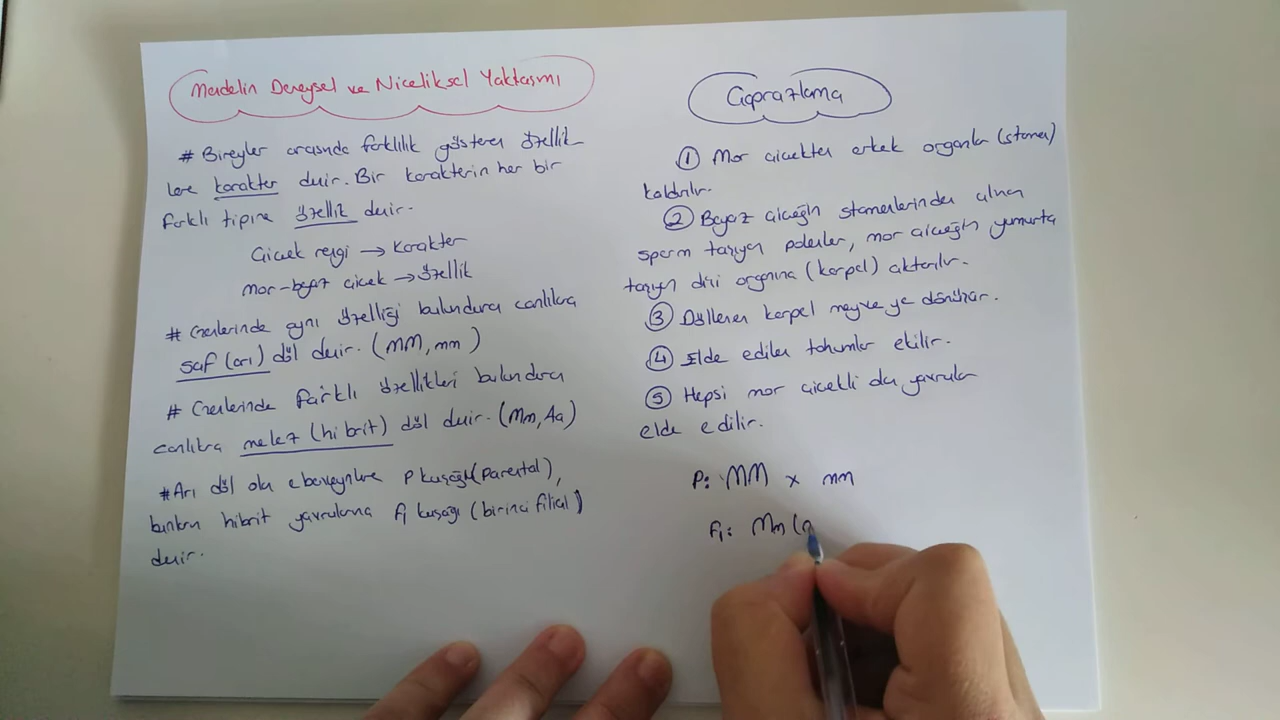 Mendelin Deneysel ve Niceliksel Yaklaşımı
# Bireyler arasında farklılık gösteren özellik
lere karakter denir. Bir karakterin her bir
farklı tipine özellik denir.
Çiçek rengi → karakter
mor-beyaz çiçek → özellik
# Genlerinde aynı özelliği bulunduran canlılara
saf (arı) döl denir. (MM, mm)
# Genlerinde farklı özellikleri bulunduran
canlılara melez (hibrit) döl denir. (Mm, Aa)
# Arı döl olan ebeveynlere P kuşağı (parental),
bunların hibrit yavrularına F1 kuşağı (birinci filial)
denir.
Çaprazlama
① Mor çiçekten erkek organlar (stamen)
kaldırılır.
② Beyaz çiçeğin stamenlerinden alınan
sperm taşıyan polenler, mor çiçeğin yumurta
taşıyan dişi organına (karpel) aktarılır.
③ Döllenen karpel meyve ye dönüşür.
④ Elde edilen tohumlar ekilir.
⑤ Hepsi mor çiçekli olan yavrular
elde edilir.
P: MM x mm
F1: Mm (